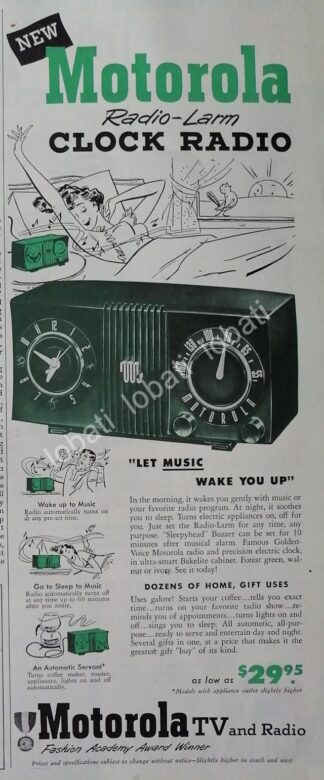 NEW
Motorola
Radio-Larm
CLOCK RADIO
MOTOROLA
lobati lobati lobati
"LET MUSIC
WAKE YOU UP"
In the morning, it wakes you gently with music or
your favorite radio program. At night, it soothes
you to sleep. Turns electric appliances on, off for
you. Just set the Radio-Larm for any time, any
purpose. "Sleepyhead" Buzzer can be set for 10
minutes after musical alarm. Famous Golden-
Voice Motorola radio and precision electric clock,
in ultra-smart Bakelite cabinet. Forest green, wal-
nut or ivory. See it today!
Wake up to Music
Radio automatically turns on
at any pre-set time.
Go to Sleep to Music
Radio automatically turns off
at any time up to 60 minutes
after you retire.
An Automatic Servant*
Turns coffee maker, toaster,
appliances, lights on and off
automatically.
DOZENS OF HOME, GIFT USES
Uses galore! Starts your coffee...tells you exact
time...turns on your favorite radio show...re-
minds you of appointments...turns lights on and
off...sings you to sleep. All automatic, all-pur-
pose...ready to serve and entertain day and night.
Several gifts in one, at a price that makes it the
greatest gift "buy" of its kind.
as low as $29.95
*Models with appliance outlet slightly higher
Motorola TV and Radio
Fashion Academy Award Winner
Prices and specifications subject to change without notice—Slightly higher in south and west